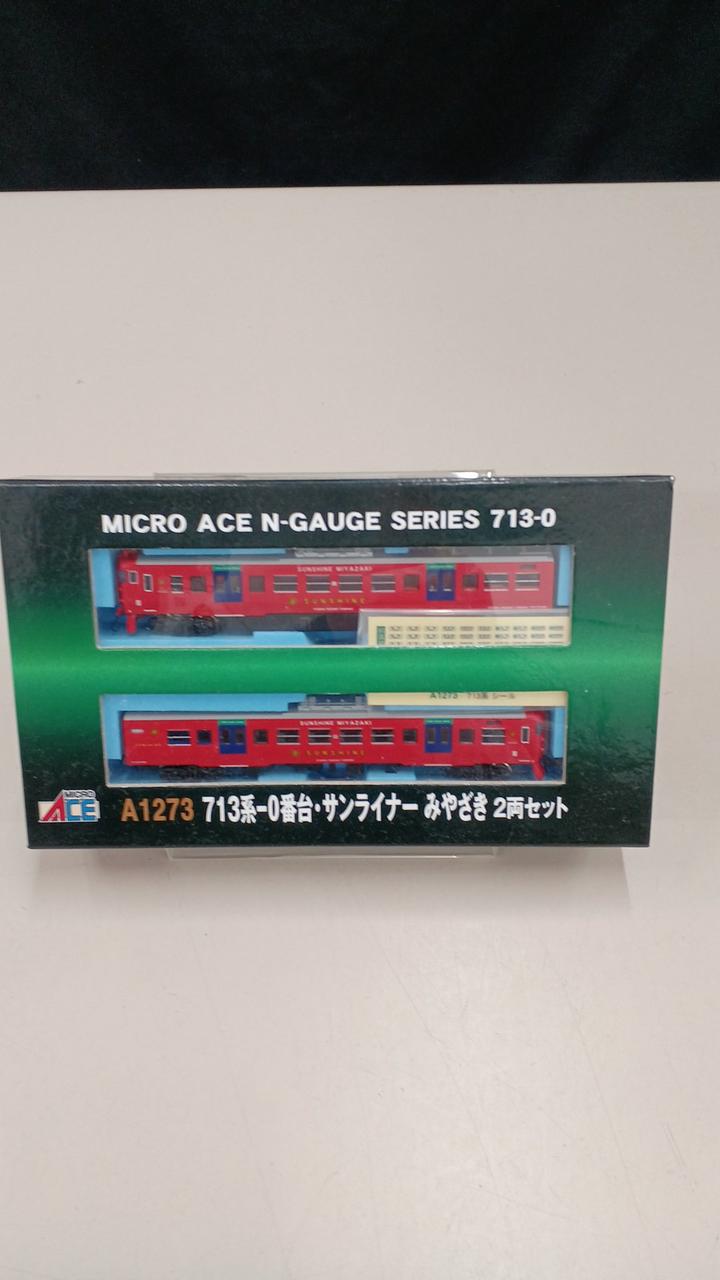 MICRO ACE N-GAUGE SERIES 713-0
SUNSHINE MIYAZAKI
SUNSHINE
A1273 713系 シール
SUNSHINE MIYAZAKI
SUNSHINE
MICRO
ACE
A1273 713系-0番台・サンライナー みやざき 2両セット